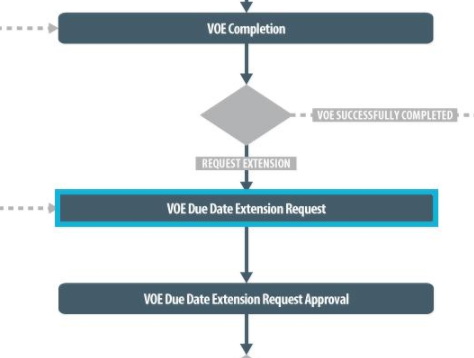 VOE Completion
VOE SUCCESSFULLY COMPLETED
REQUEST EXTENSION
VOE Due Date Extension Request
VOE Due Date Extension Request Approval